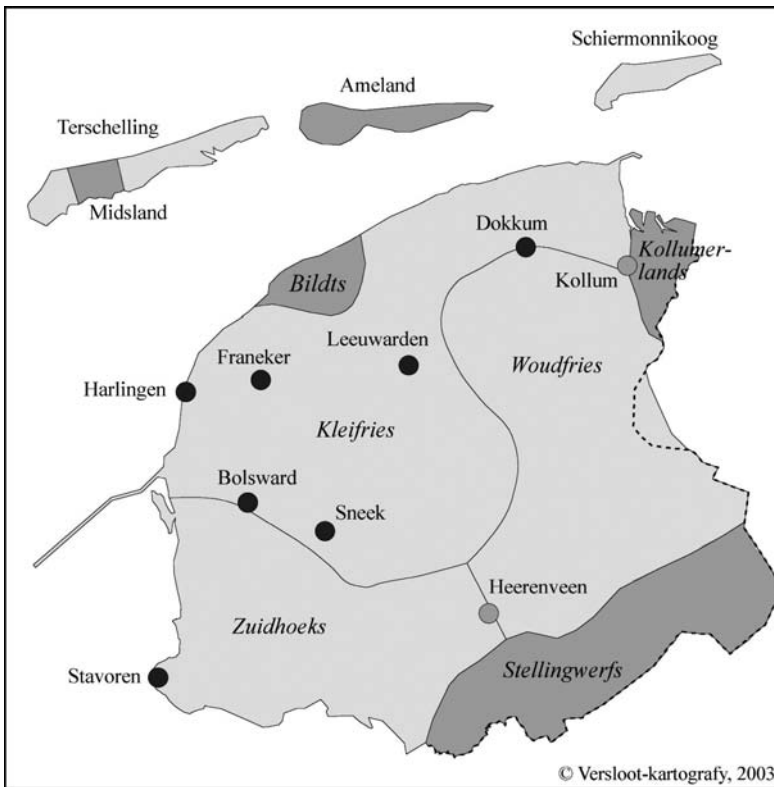 Schiermonnikoog
Ameland
Terschelling
Midsland
Dokkum
Kollumer-
lands
Kollum
Bildts
Leeuwarden
Franeker
Woudfries
Harlingen
Kleifries
Bolsward
Sneek
Heerenveen
Zuidhoeks
Stellingwerfs
Stavoren
© Versloot-kartografy, 2003